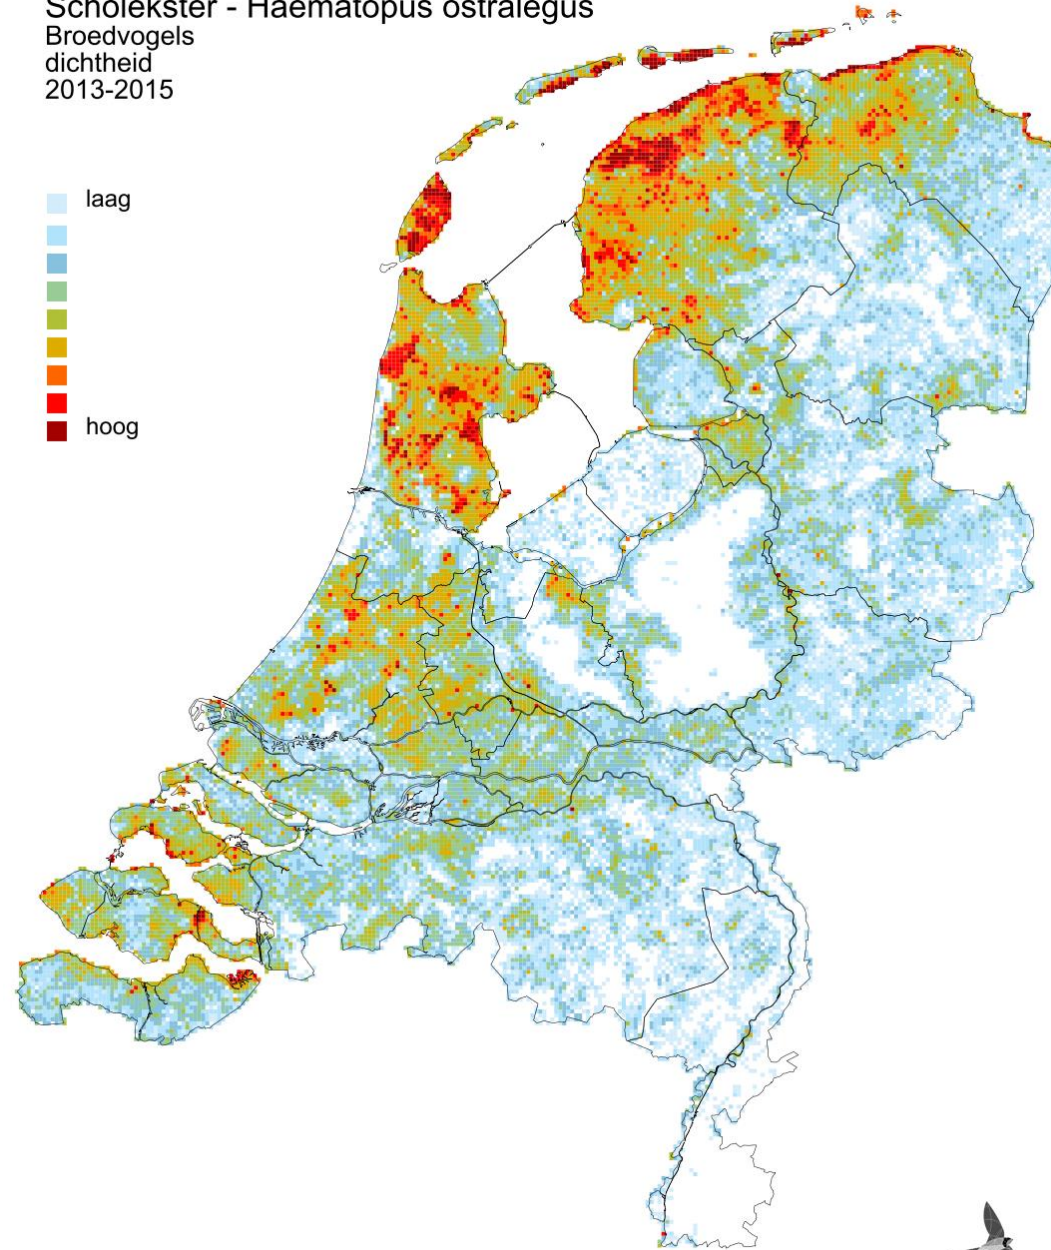 Scholekster - Haematopus ostralegus
Broedvogels
dichtheid
2013-2015
laag
hoog